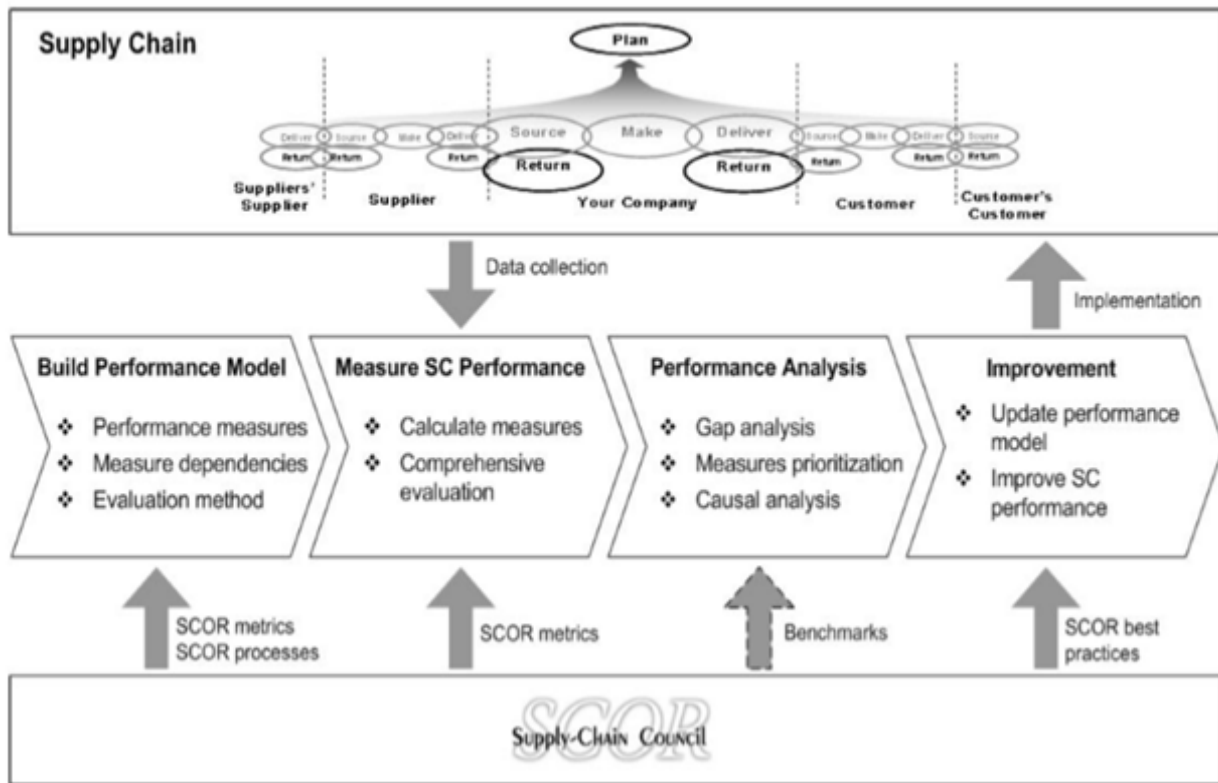 Supply Chain
Plan
Deliver Source Make Deliver Source Make Deliver Source Make Deliver Source
Return Return Return Return Return Return Return Return
Suppliers' Supplier
Supplier
Your Company
Customer
Customer's Customer
Data collection
Implementation
Build Performance Model
❖ Performance measures
❖ Measure dependencies
❖ Evaluation method
Measure SC Performance
❖ Calculate measures
❖ Comprehensive
evaluation
Performance Analysis
❖ Gap analysis
❖ Measures prioritization
❖ Causal analysis
Improvement
❖ Update performance
model
❖ Improve SC
performance
SCOR metrics
SCOR processes
SCOR metrics
Benchmarks
SCOR best
practices
SCOR
Supply-Chain Council